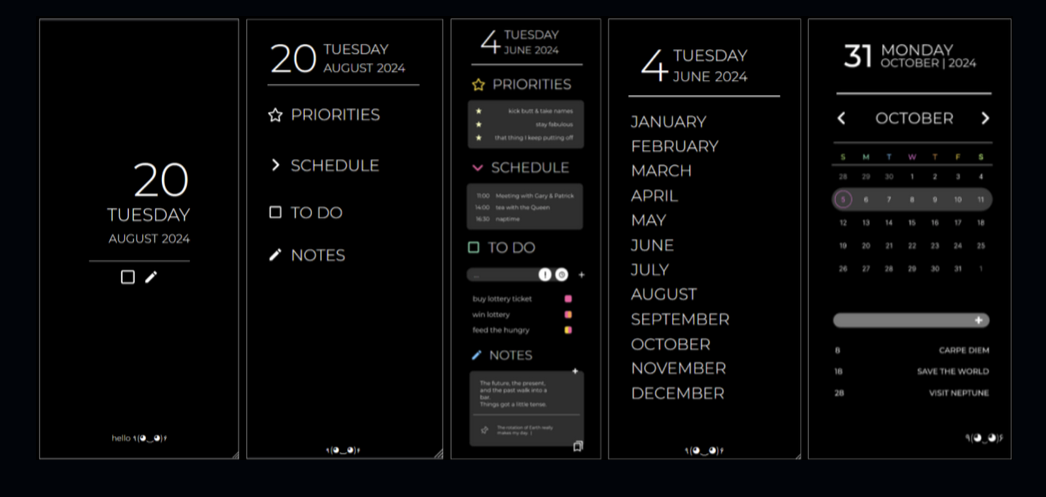 20
TUESDAY
AUGUST 2024
hello ٩(◕‿◕)۶
20
TUESDAY
AUGUST 2024
PRIORITIES
SCHEDULE
TO DO
NOTES
٩(◕‿◕)۶
4
TUESDAY
JUNE 2024
PRIORITIES
kick butt & take names
stay fabulous
that thing I keep putting off
SCHEDULE
11:00 Meeting with Gary & Patrick
14:00 tea with the Queen
16:30 naptime
TO DO
...
buy lottery ticket
win lottery
feed the hungry
NOTES
The future, the present,
and the past walk into a
bar.
Things got a little tense.
The rotation of Earth really
makes my day. :)
4
TUESDAY
JUNE 2024
JANUARY
FEBRUARY
MARCH
APRIL
MAY
JUNE
JULY
AUGUST
SEPTEMBER
OCTOBER
NOVEMBER
DECEMBER
٩(◕‿◕)۶
31
MONDAY
OCTOBER | 2024
OCTOBER
S M T W T F S
28 29 30 1 2 3 4
5 6 7 8 9 10 11
12 13 14 15 16 17 18
19 20 21 22 23 24 25
26 27 28 29 30 31 1
+
8 CARPE DIEM
18 SAVE THE WORLD
28 VISIT NEPTUNE
٩(◕‿◕)۶